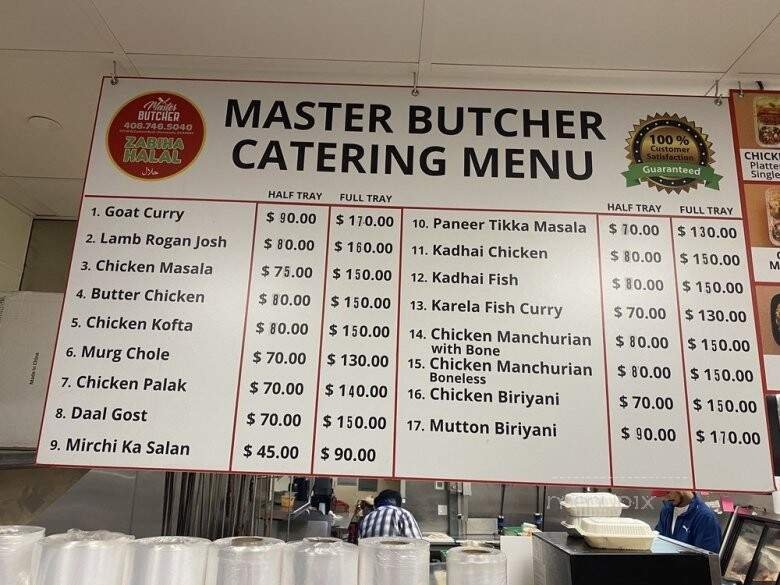 Master
BUTCHER
408.746.5040
ZABIHA
HALAL
حلال
MASTER BUTCHER
CATERING MENU
100 %
Customer
Satisfaction
Guaranteed
HALF TRAY FULL TRAY
1. Goat Curry $ 90.00 $ 170.00
2. Lamb Rogan Josh $ 80.00 $ 160.00
3. Chicken Masala $ 75.00 $ 150.00
4. Butter Chicken $ 80.00 $ 150.00
5. Chicken Kofta $ 80.00 $ 150.00
6. Murg Chole $ 70.00 $ 130.00
7. Chicken Palak $ 70.00 $ 140.00
8. Daal Gost $ 70.00 $ 150.00
9. Mirchi Ka Salan $ 45.00 $ 90.00
HALF TRAY FULL TRAY
10. Paneer Tikka Masala $ 70.00 $ 130.00
11. Kadhai Chicken $ 80.00 $ 150.00
12. Kadhai Fish $ 80.00 $ 150.00
13. Karela Fish Curry $ 70.00 $ 130.00
14. Chicken Manchurian $ 80.00 $ 150.00
with Bone
15. Chicken Manchurian $ 80.00 $ 150.00
Boneless
16. Chicken Biriyani $ 70.00 $ 150.00
17. Mutton Biriyani $ 90.00 $ 170.00
CHICK
Platte
Single
M
Made in China
menupix